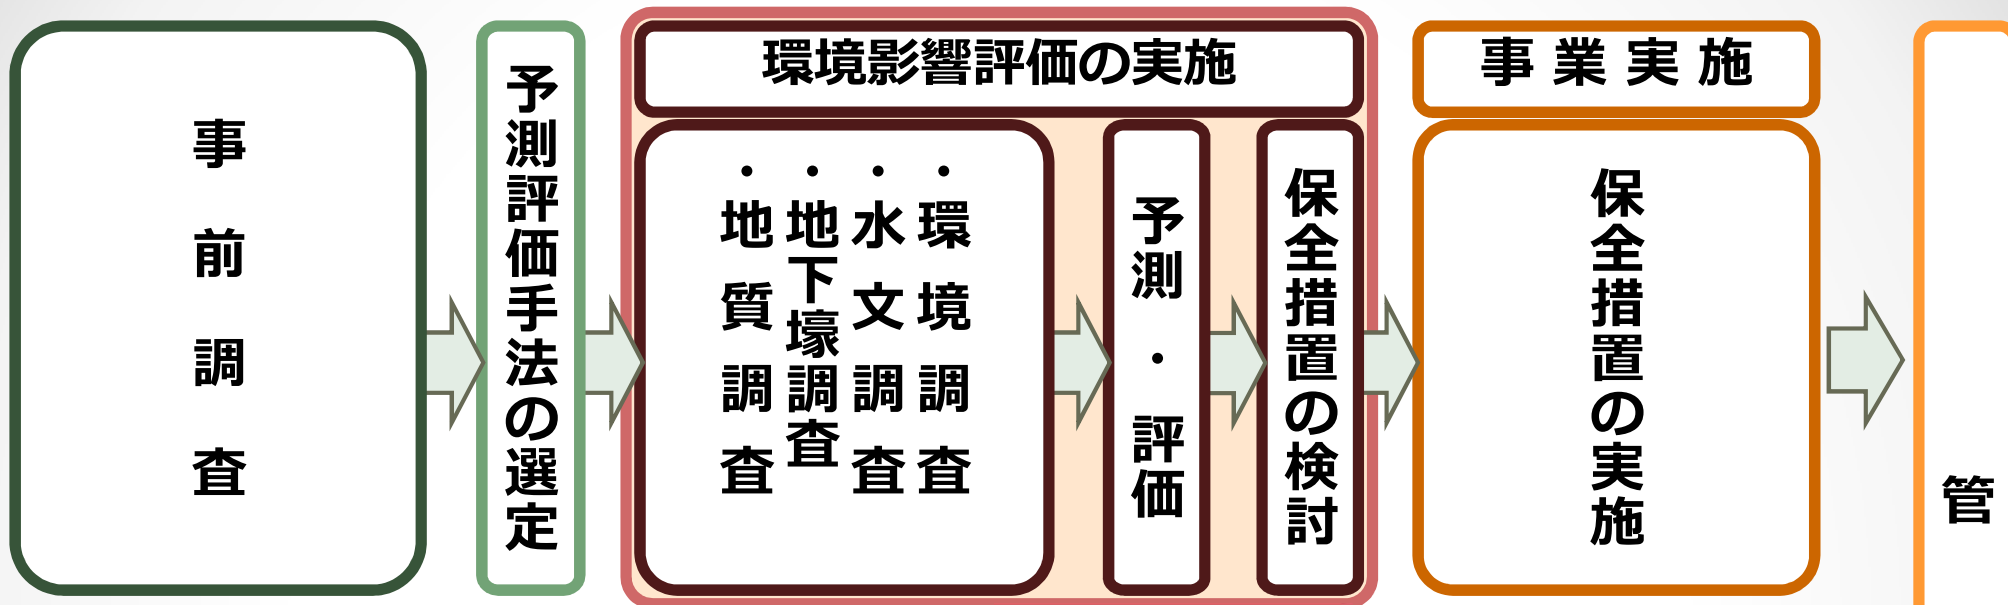 事前調査
予測評価手法の選定
環境影響評価の実施
・環境調査
・水文調査
・地下壕調査
・地質調査
予測・評価
保全措置の検討
事業実施
保全措置の実施
管